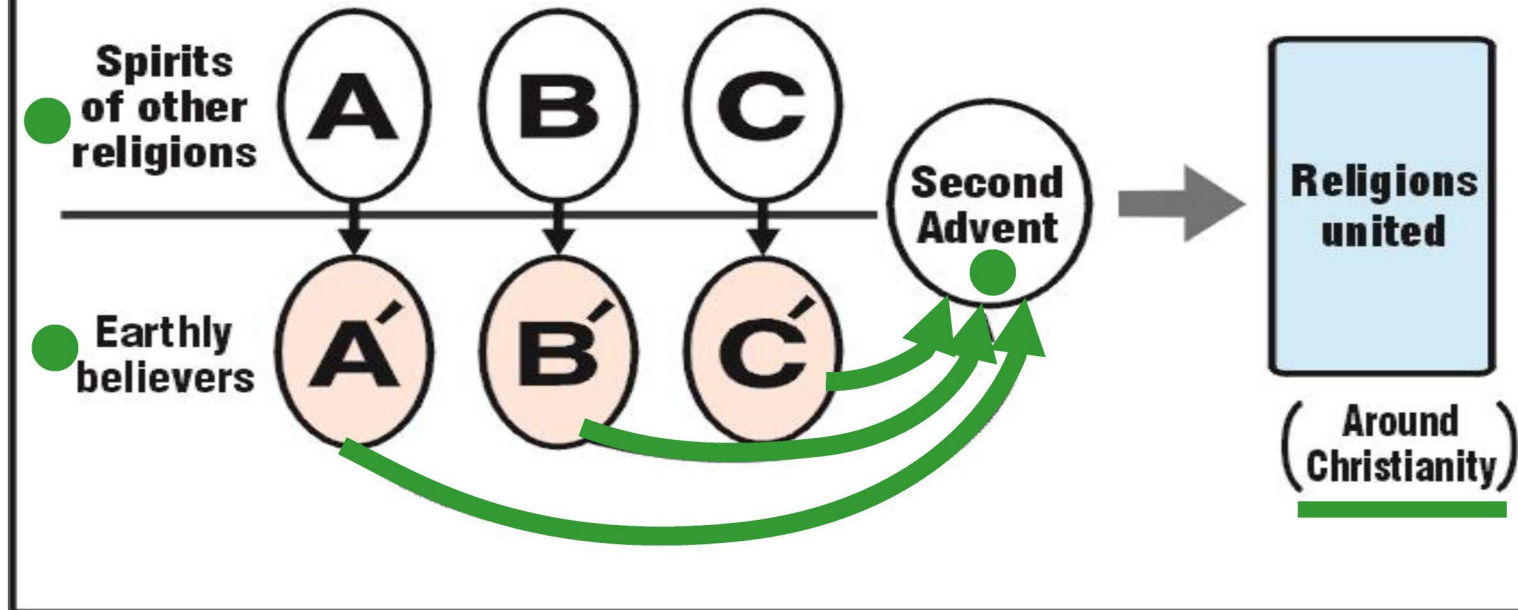 Spirits
of other
religions
A
B
C
Second
Advent
Religions
united
Earthly
believers
A′
B′
C′
(Around
Christianity)